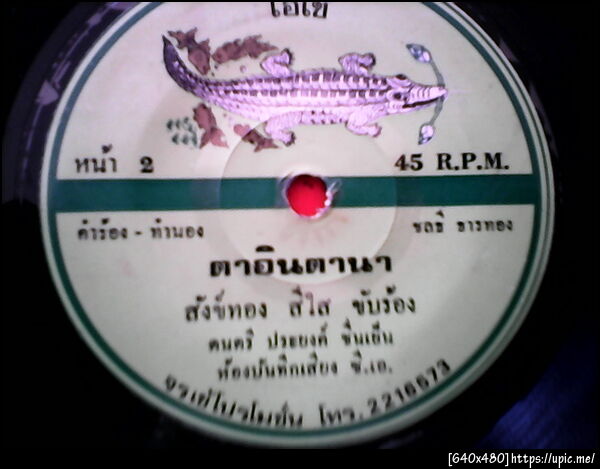 ไอเข้
หน้า 2
45 R.P.M.
คำร้อง - ทำนอง
ชลธี ธารทอง
ตาอินตานา
สังข์ทอง สีใส ขับร้อง
ดนตรี ประยงค์ ชื่นเย็น
ห้องบันทึกเสียง ซี.เอ.
จรเข้โปรโมชั่น โทร. 2216673
[640x480]https://upic.me/